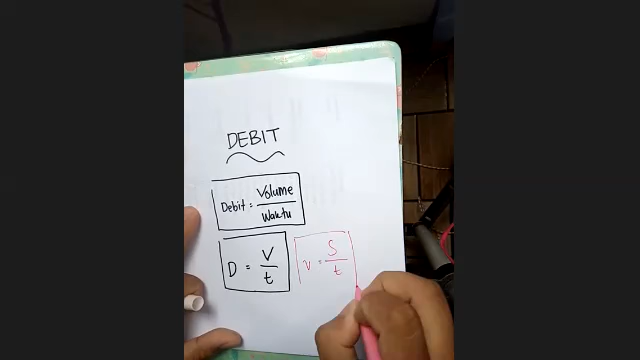 DEBIT
Debit = Volume / Waktu
D = V / t
v = S / t